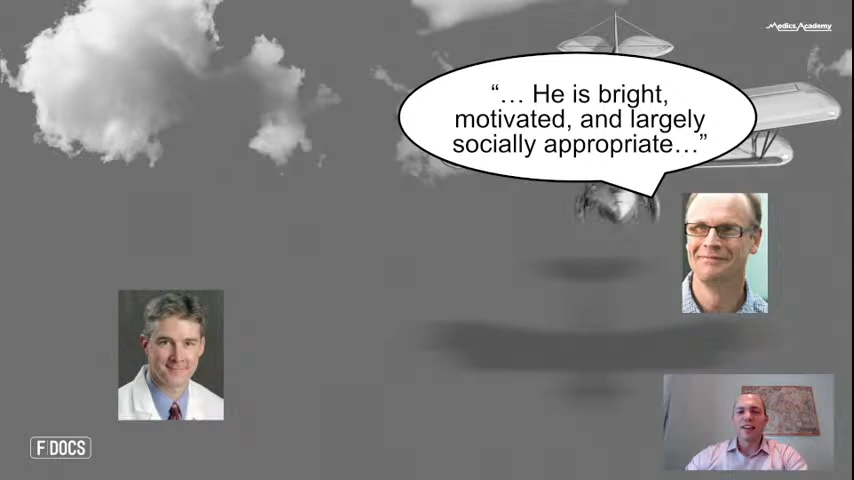 Medics.Academy
“… He is bright,
motivated, and largely
socially appropriate…”
F|DOCS